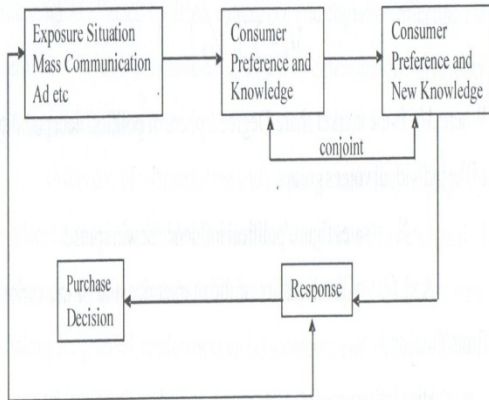 Exposure Situation
Mass Communication
Ad etc
Consumer
Preference and
Knowledge
Consumer
Preference and
New Knowledge
conjoint
Purchase
Decision
Response